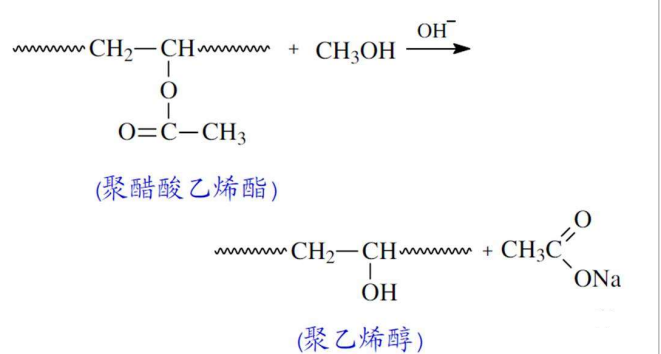 ~CH₂—CH~ + CH₃OH OH⁻→
O
O=C—CH₃
(聚醋酸乙烯酯)
O
~CH₂—CH~ + CH₃C
OH ONa
(聚乙烯醇)